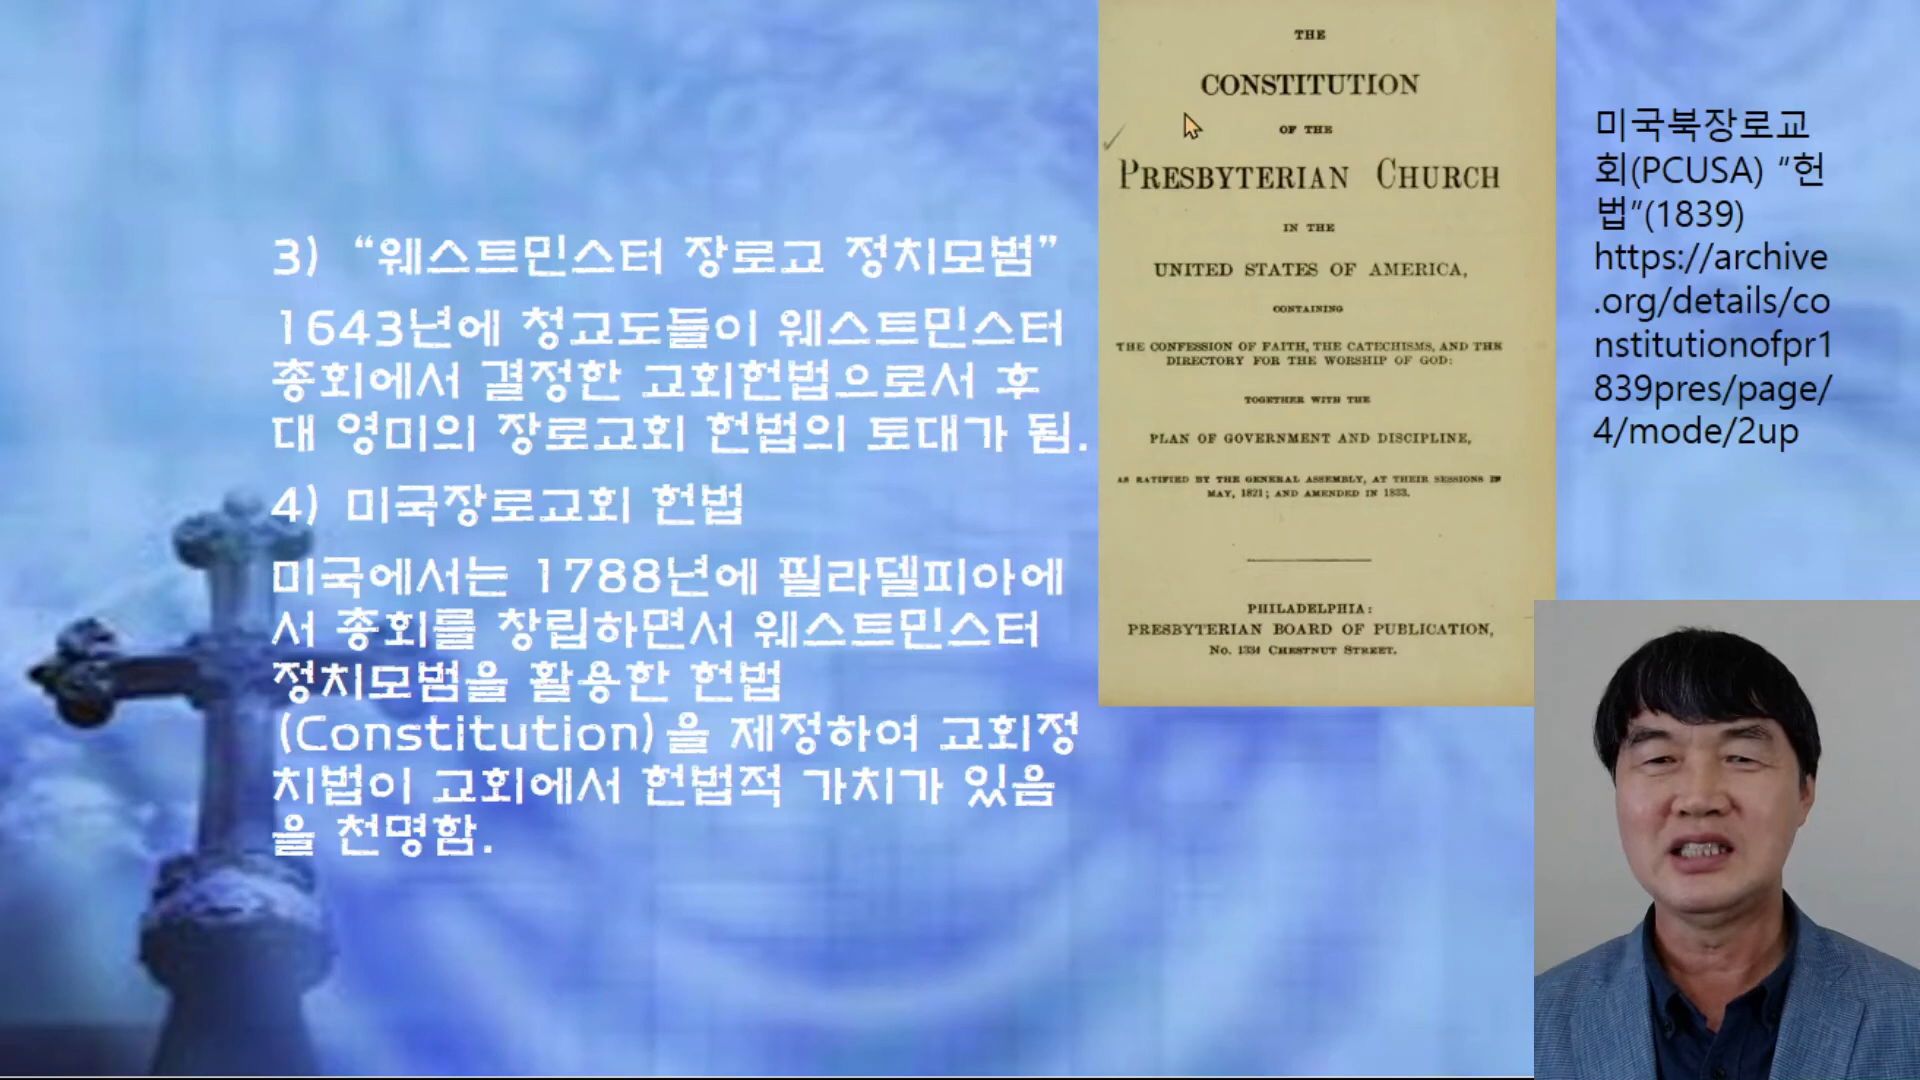 3) “웨스트민스터 장로교 정치모범”
1643년에 청교도들이 웨스트민스터
총회에서 결정한 교회헌법으로서 후
대 영미의 장로교회 헌법의 토대가 됨.
4) 미국장로교회 헌법
미국에서는 1788년에 필라델피아에
서 총회를 창립하면서 웨스트민스터
정치모범을 활용한 헌법
(Constitution)을 제정하여 교회정
치법이 교회에서 헌법적 가치가 있음
을 천명함.
THE
CONSTITUTION
OF THE
PRESBYTERIAN CHURCH
IN THE
UNITED STATES OF AMERICA,
CONTAINING
THE CONFESSION OF FAITH, THE CATECHISMS, AND THE
DIRECTORY FOR THE WORSHIP OF GOD:
TOGETHER WITH THE
PLAN OF GOVERNMENT AND DISCIPLINE,
AS RATIFIED BY THE GENERAL ASSEMBLY, AT THEIR SESSIONS IN
MAY, 1821; AND AMENDED IN 1833.
PHILADELPHIA:
PRESBYTERIAN BOARD OF PUBLICATION,
No. 1334 CHESTNUT STREET.
미국북장로교
회(PCUSA) “헌
법”(1839)
https://archive
.org/details/co
nstitutionofpr1
839pres/page/
4/mode/2up